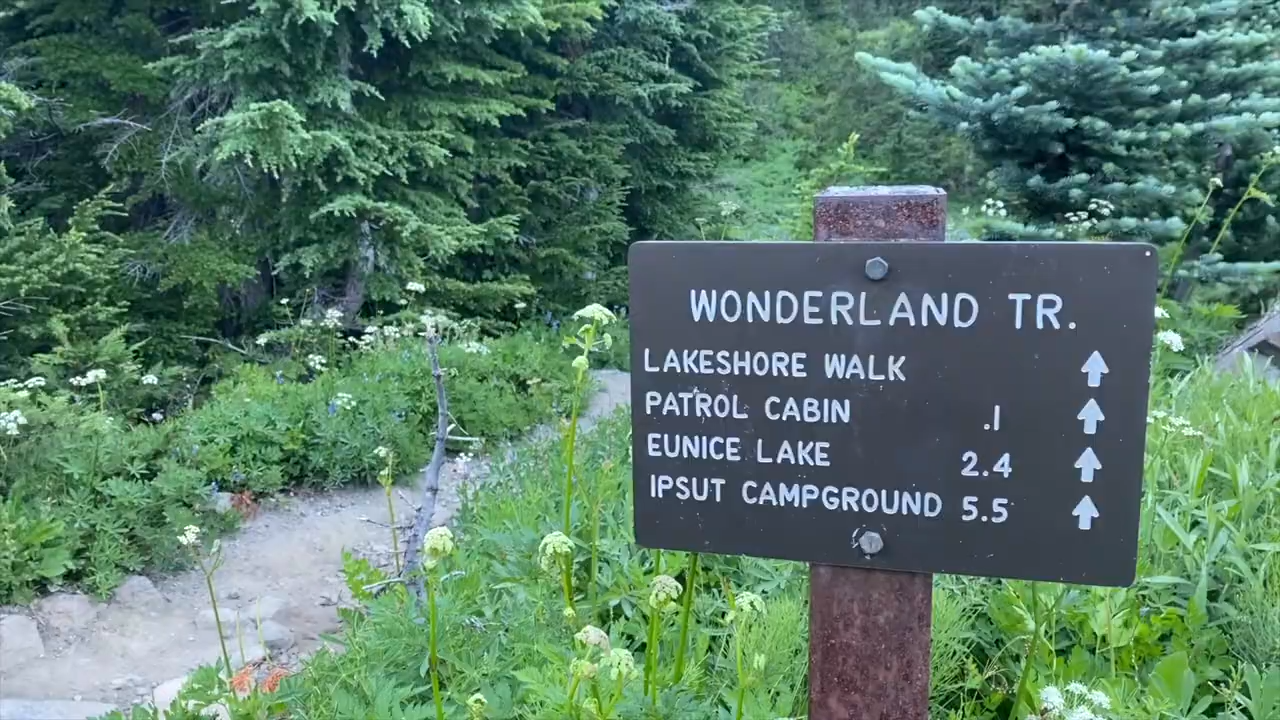 WONDERLAND TR.
LAKESHORE WALK
PATROL CABIN .1
EUNICE LAKE 2.4
IPSUT CAMPGROUND 5.5